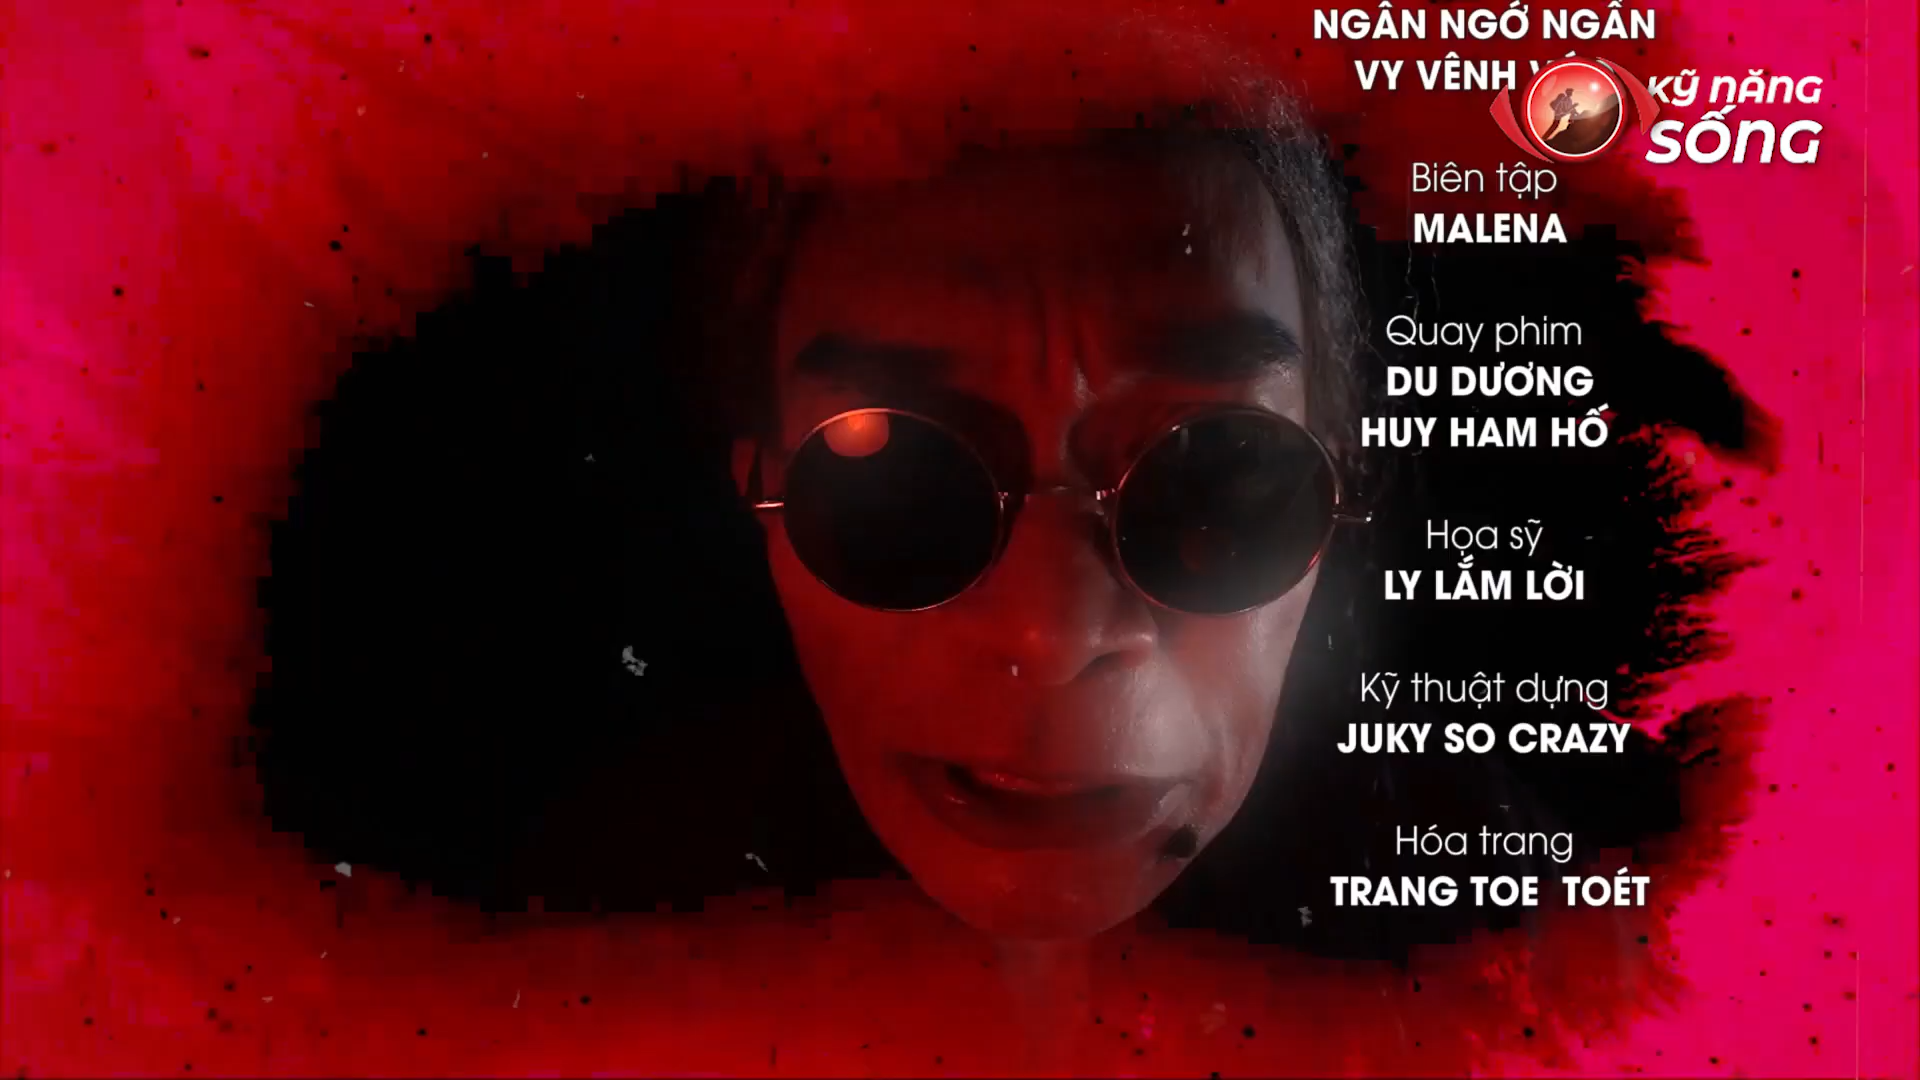 NGÂN NGỚ NGẨN
VY VÊNH
KỸ NĂNG
SỐNG
Biên tập
MALENA
Quay phim
DU DƯƠNG
HUY HAM HỐ
Họa sỹ
LY LẮM LỜI
Kỹ thuật dựng
JUKY SO CRAZY
Hóa trang
TRANG TOE TOÉT